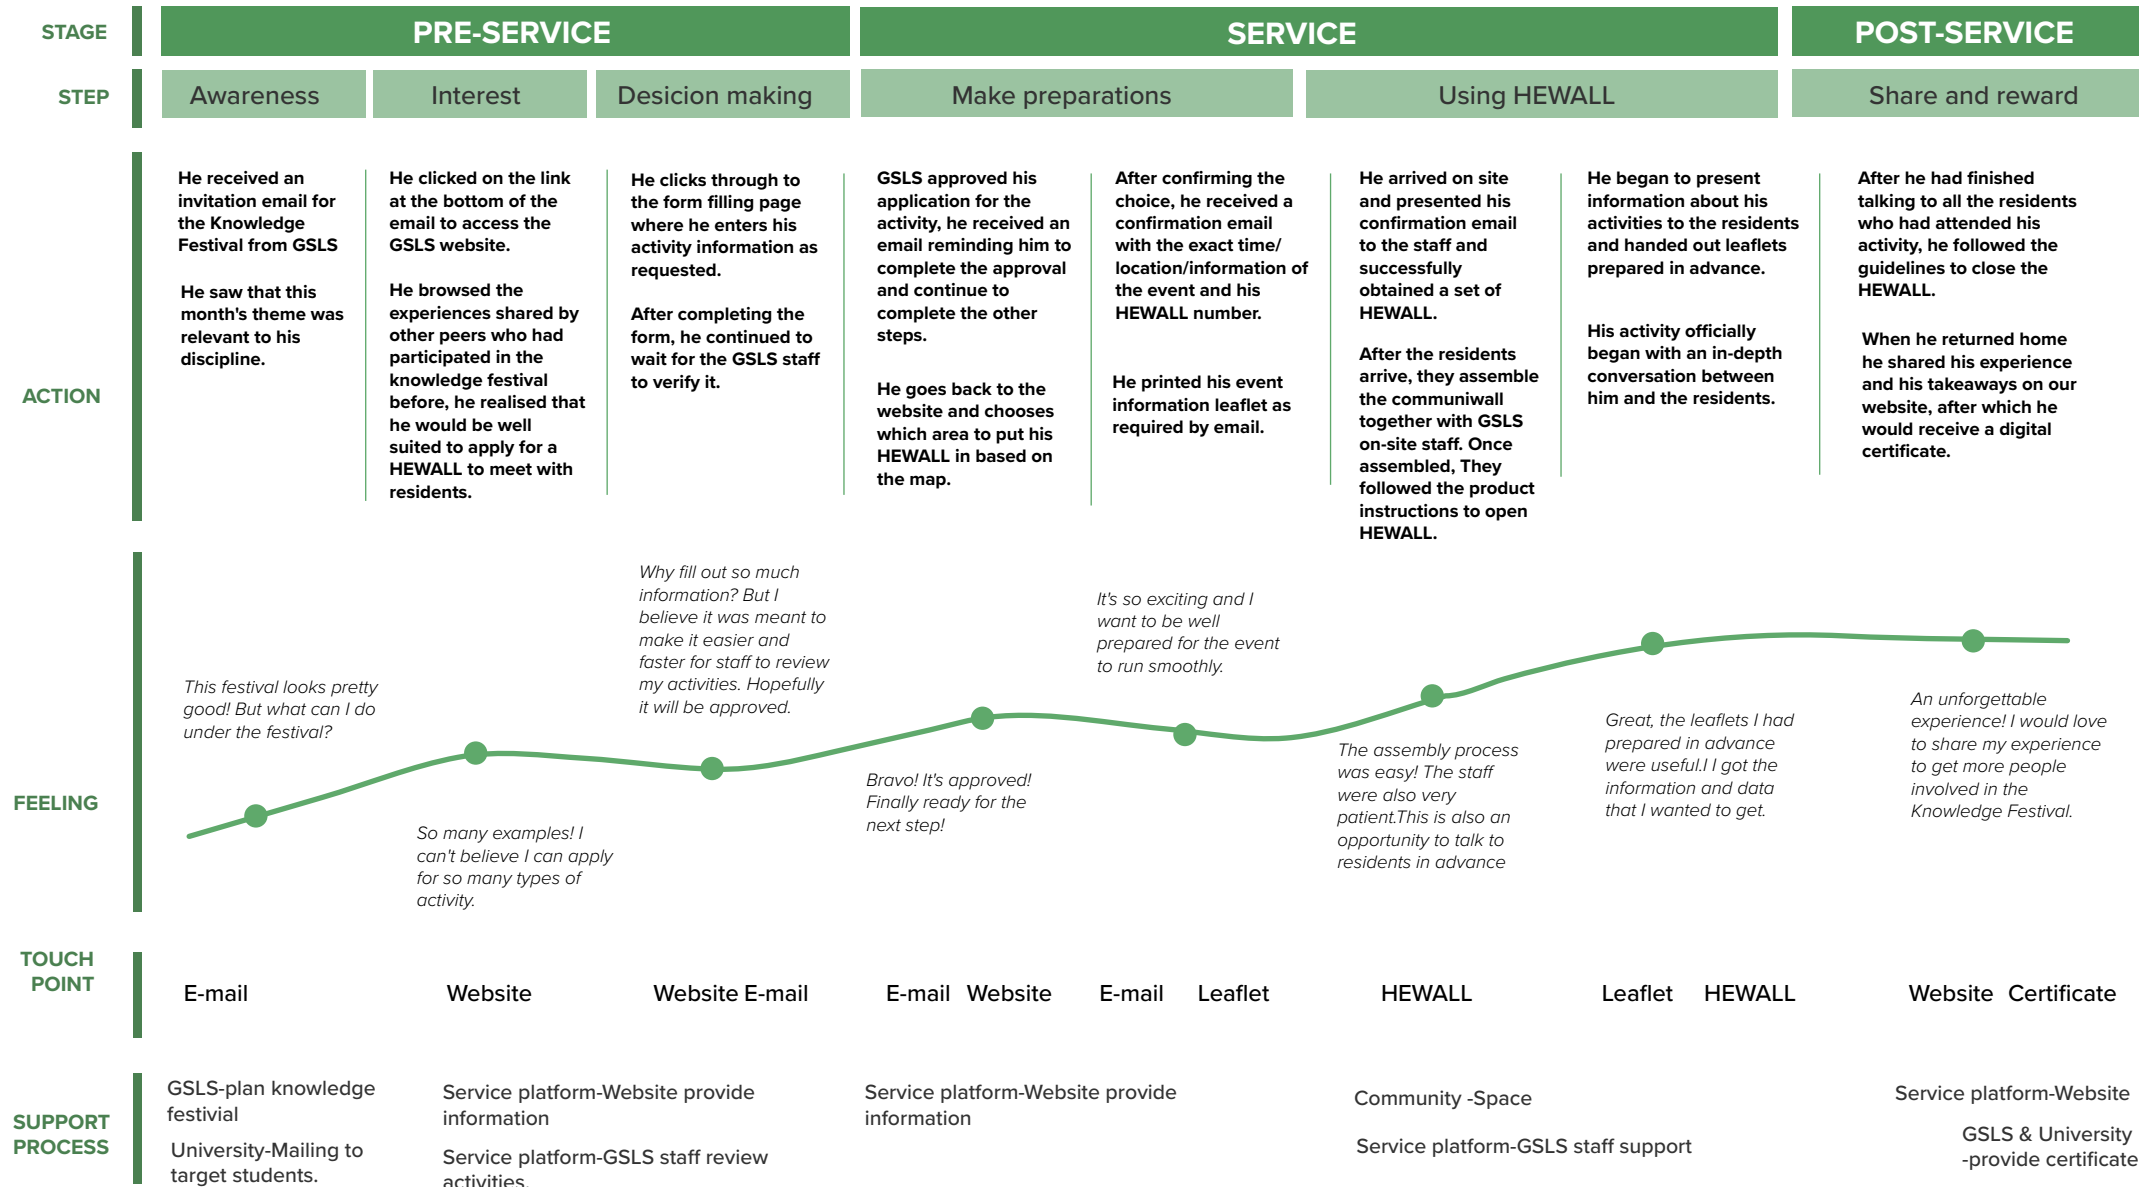 STAGE
PRE-SERVICE
SERVICE
POST-SERVICE
STEP
Awareness
Interest
Desicion making
Make preparations
Using HEWALL
Share and reward
ACTION
He received an
invitation email for
the Knowledge
Festival from GSLS
He saw that this
month's theme was
relevant to his
discipline.
He clicked on the link
at the bottom of the
email to access the
GSLS website.
He browsed the
experiences shared by
other peers who had
participated in the
knowledge festival
before, he realised that
he would be well
suited to apply for a
HEWALL to meet with
residents.
He clicks through to
the form filling page
where he enters his
activity information as
requested.
After completing the
form, he continued to
wait for the GSLS staff
to verify it.
GSLS approved his
application for the
activity, he received an
email reminding him to
complete the approval
and continue to
complete the other
steps.
He goes back to the
website and chooses
which area to put his
HEWALL in based on
the map.
After confirming the
choice, he received a
confirmation email
with the exact time/
location/information of
the event and his
HEWALL number.
He printed his event
information leaflet as
required by email.
He arrived on site
and presented his
confirmation email
to the staff and
successfully
obtained a set of
HEWALL.
After the residents
arrive, they assemble
the communiwall
together with GSLS
on-site staff. Once
assembled, They
followed the product
instructions to open
HEWALL.
He began to present
information about his
activities to the residents
and handed out leaflets
prepared in advance.
His activity officially
began with an in-depth
conversation between
him and the residents.
After he had finished
talking to all the residents
who had attended his
activity, he followed the
guidelines to close the
HEWALL.
When he returned home
he shared his experience
and his takeaways on our
website, after which he
would receive a digital
certificate.
FEELING
This festival looks pretty
good! But what can I do
under the festival?
So many examples! I
can't believe I can apply
for so many types of
activity.
Why fill out so much
information? But I
believe it was meant to
make it easier and
faster for staff to review
my activities. Hopefully
it will be approved.
Bravo! It's approved!
Finally ready for the
next step!
It's so exciting and I
want to be well
prepared for the event
to run smoothly.
The assembly process
was easy! The staff
were also very
patient.This is also an
opportunity to talk to
residents in advance
Great, the leaflets I had
prepared in advance
were useful.I I got the
information and data
that I wanted to get.
An unforgettable
experience! I would love
to share my experience
to get more people
involved in the
Knowledge Festival.
TOUCH
POINT
E-mail
Website
Website E-mail
E-mail Website
E-mail Leaflet
HEWALL
Leaflet HEWALL
Website Certificate
SUPPORT
PROCESS
GSLS-plan knowledge
festivial
University-Mailing to
target students.
Service platform-Website provide
information
Service platform-GSLS staff review
activities.
Service platform-Website provide
information
Community -Space
Service platform-GSLS staff support
Service platform-Website
GSLS & University
-provide certificate